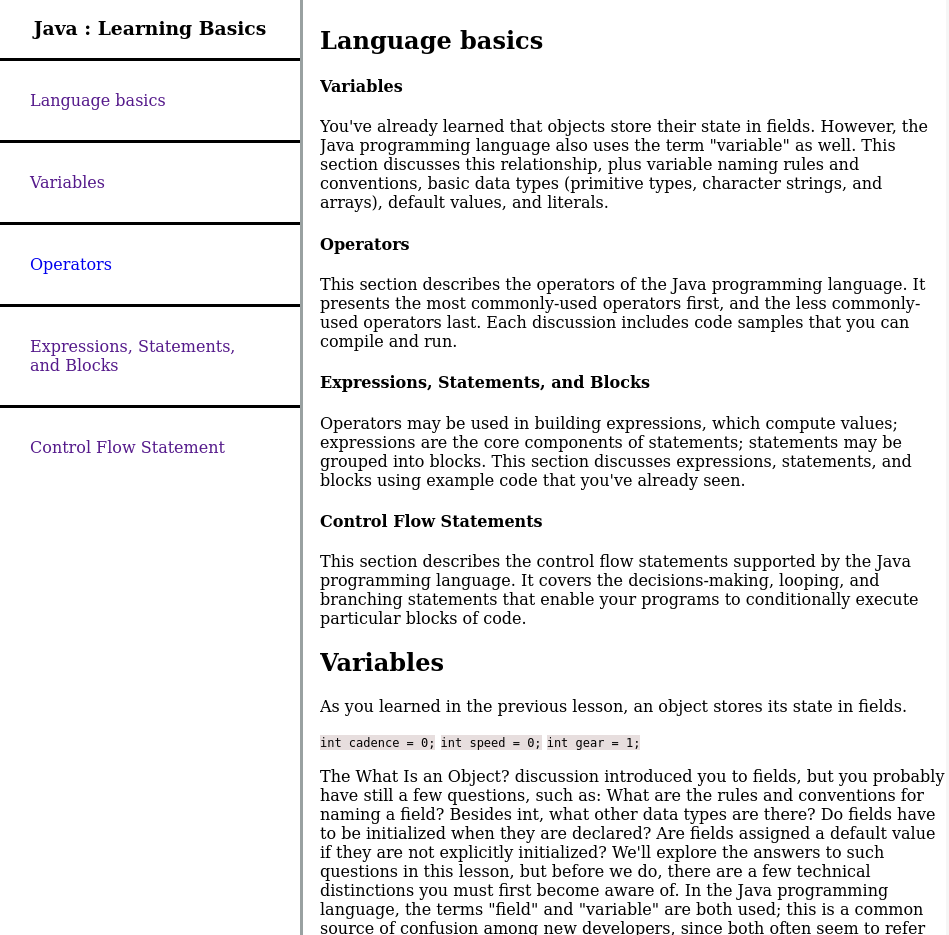 Java : Learning Basics
Language basics
Variables
Operators
Expressions, Statements,
and Blocks
Control Flow Statement
Language basics
Variables
You've already learned that objects store their state in fields. However, the
Java programming language also uses the term "variable" as well. This
section discusses this relationship, plus variable naming rules and
conventions, basic data types (primitive types, character strings, and
arrays), default values, and literals.
Operators
This section describes the operators of the Java programming language. It
presents the most commonly-used operators first, and the less commonly-
used operators last. Each discussion includes code samples that you can
compile and run.
Expressions, Statements, and Blocks
Operators may be used in building expressions, which compute values;
expressions are the core components of statements; statements may be
grouped into blocks. This section discusses expressions, statements, and
blocks using example code that you've already seen.
Control Flow Statements
This section describes the control flow statements supported by the Java
programming language. It covers the decisions-making, looping, and
branching statements that enable your programs to conditionally execute
particular blocks of code.
Variables
As you learned in the previous lesson, an object stores its state in fields.
int cadence = 0; int speed = 0; int gear = 1;
The What Is an Object? discussion introduced you to fields, but you probably
have still a few questions, such as: What are the rules and conventions for
naming a field? Besides int, what other data types are there? Do fields have
to be initialized when they are declared? Are fields assigned a default value
if they are not explicitly initialized? We'll explore the answers to such
questions in this lesson, but before we do, there are a few technical
distinctions you must first become aware of. In the Java programming
language, the terms "field" and "variable" are both used; this is a common
source of confusion among new developers, since both often seem to refer